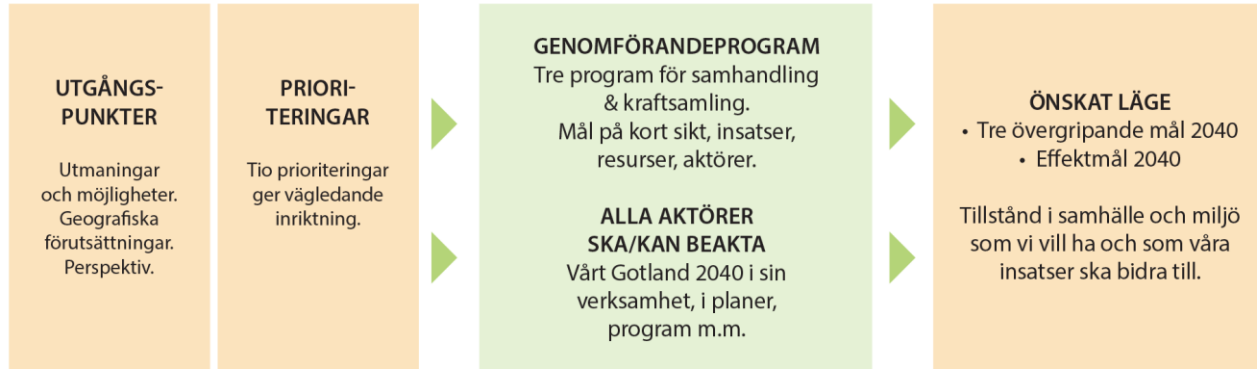 UTGÅNGS-
PUNKTER
Utmaningar
och möjligheter.
Geografiska
förutsättningar.
Perspektiv.
PRIORI-
TERINGAR
Tio prioriteringar
ger vägledande
inriktning.
GENOMFÖRANDEPROGRAM
Tre program för samhandling
& kraftsamling.
Mål på kort sikt, insatser,
resurser, aktörer.
ALLA AKTÖRER
SKA/KAN BEAKTA
Vårt Gotland 2040 i sin
verksamhet, i planer,
program m.m.
ÖNSKAT LÄGE
• Tre övergripande mål 2040
• Effektmål 2040
Tillstånd i samhälle och miljö
som vi vill ha och som våra
insatser ska bidra till.